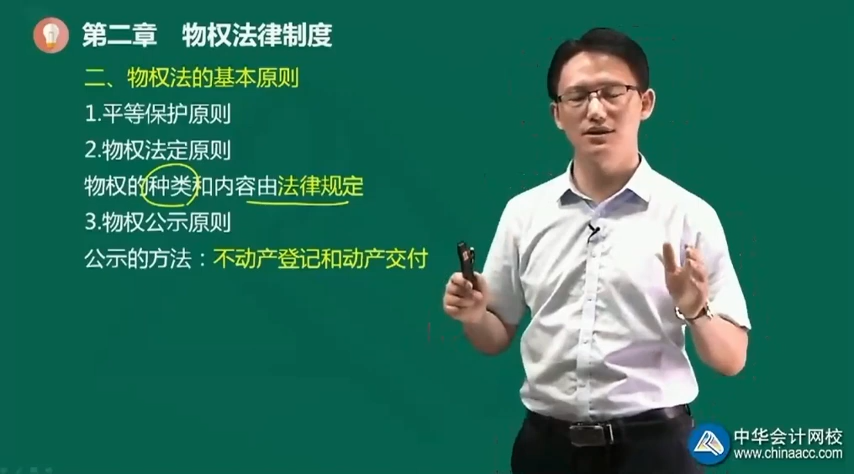 第二章 物权法律制度
二、物权法的基本原则
1.平等保护原则
2.物权法定原则
物权的种类和内容由法律规定
3.物权公示原则
公示的方法：不动产登记和动产交付
中华会计网校
www.chinaacc.com